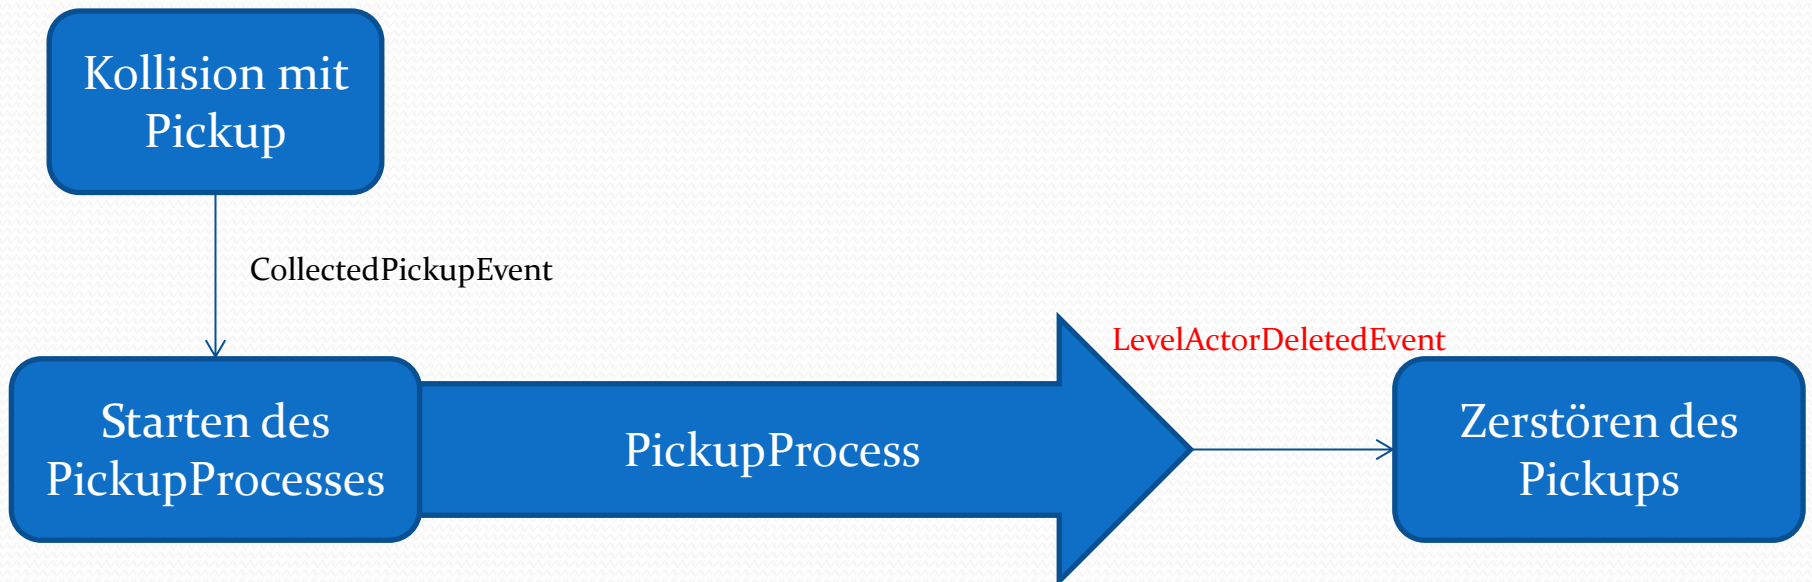 Kollision mit
Pickup
CollectedPickupEvent
LevelActorDeletedEvent
Starten des
PickupProcesses
PickupProcess
Zerstören des
Pickups